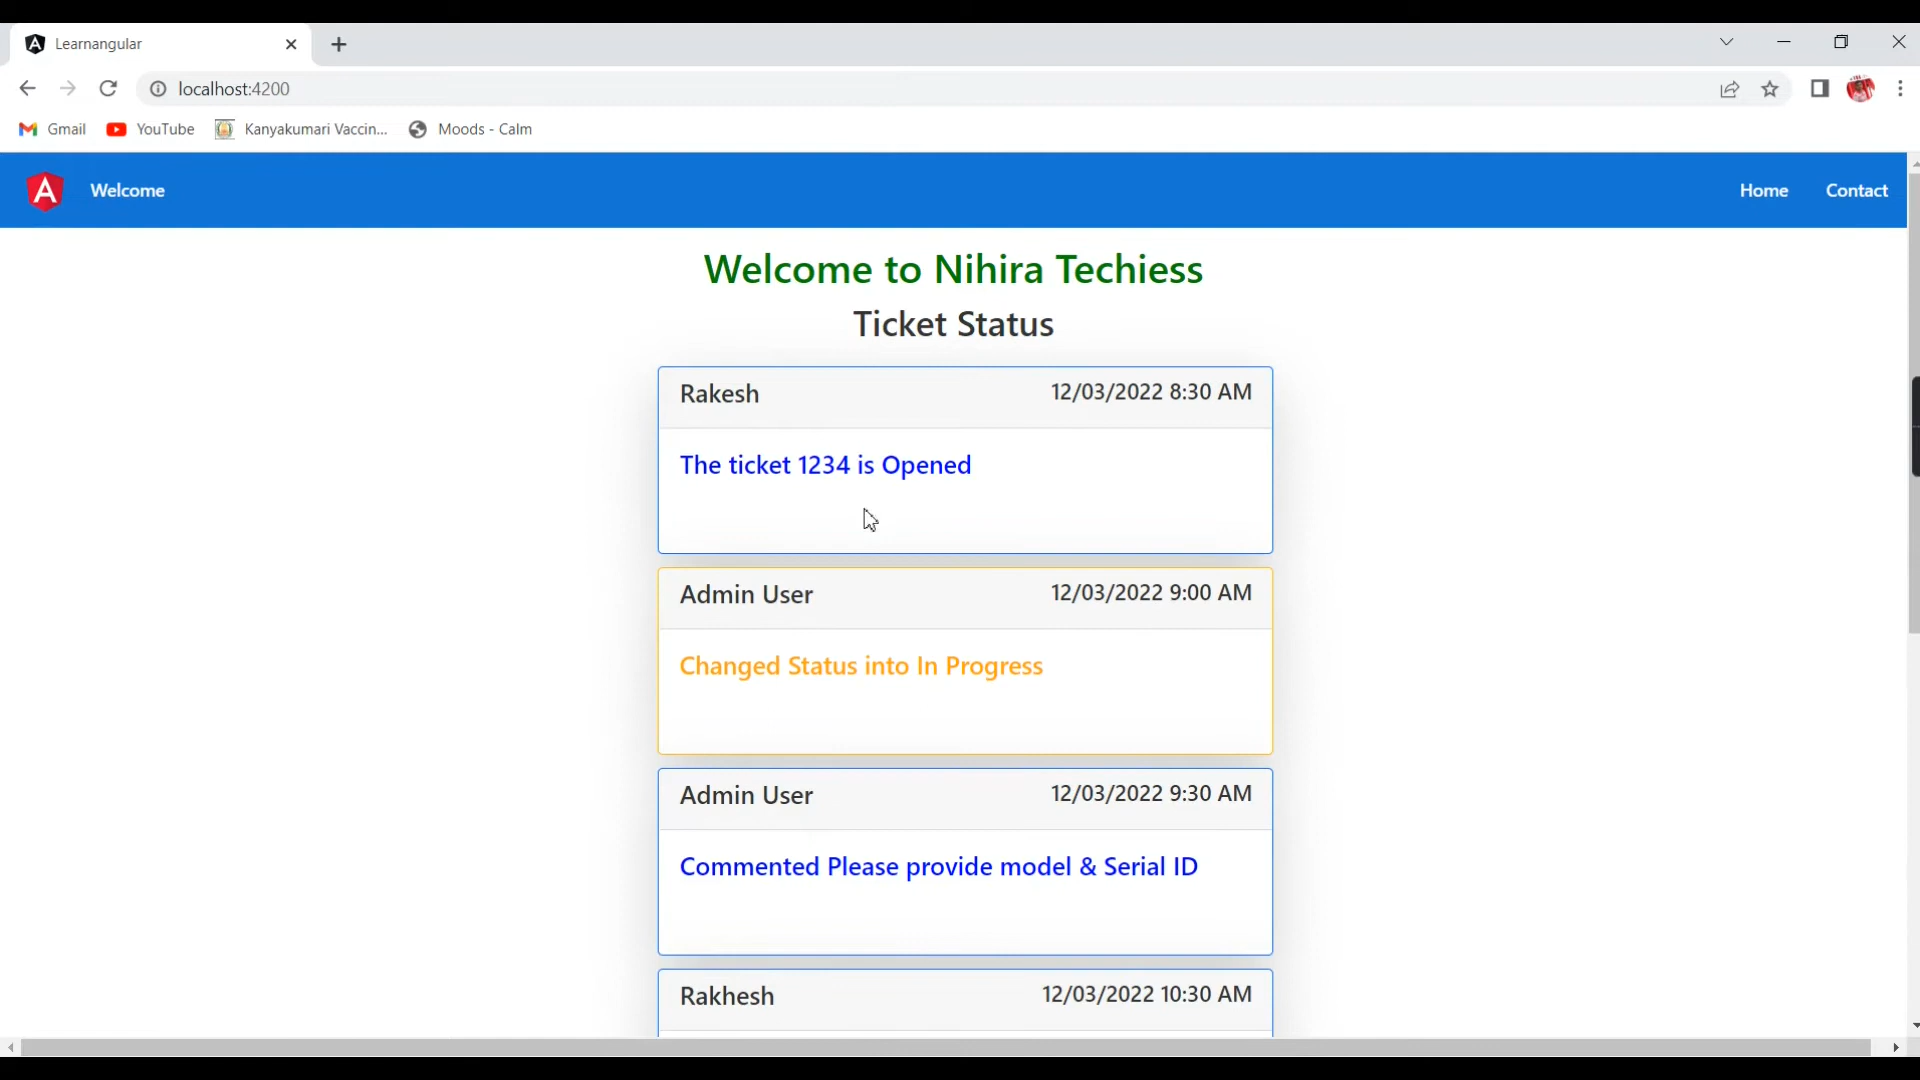 Learnangular
localhost:4200
Gmail YouTube Kanyakumari Vaccin... Moods - Calm
Welcome Home Contact
Welcome to Nihira Techiess
Ticket Status
Rakesh 12/03/2022 8:30 AM
The ticket 1234 is Opened
Admin User 12/03/2022 9:00 AM
Changed Status into In Progress
Admin User 12/03/2022 9:30 AM
Commented Please provide model & Serial ID
Rakhesh 12/03/2022 10:30 AM